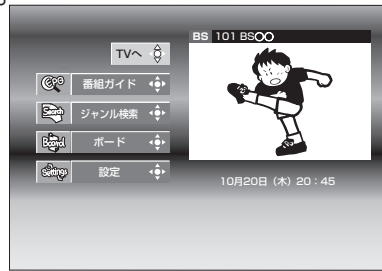 BS 101 BS〇〇
TVへ
EPG 番組ガイド
Search ジャンル検索
Board ボード
Settings 設定
10月20日（木）20：45